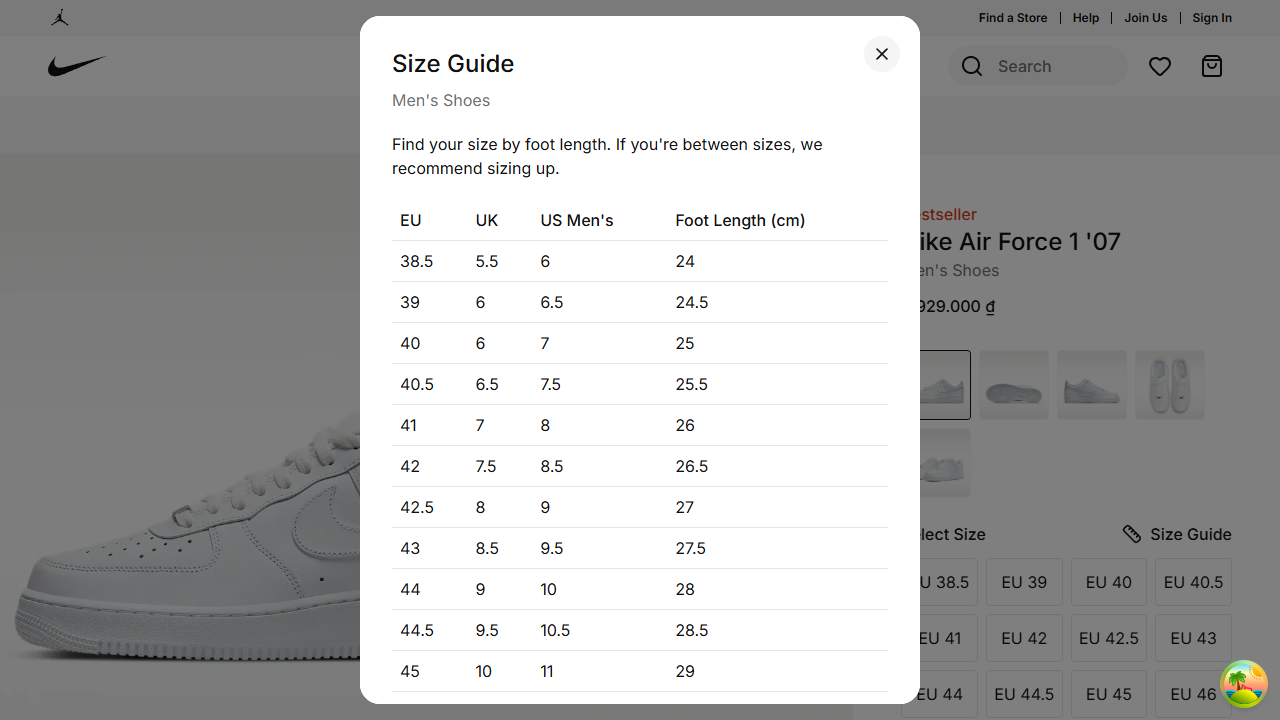 Find a Store
Help
Join Us
Sign In
Search
Size Guide
Men's Shoes
Find your size by foot length. If you're between sizes, we
recommend sizing up.
EU UK US Men's Foot Length (cm)
38.5 5.5 6 24
39 6 6.5 24.5
40 6 7 25
40.5 6.5 7.5 25.5
41 7 8 26
42 7.5 8.5 26.5
42.5 8 9 27
43 8.5 9.5 27.5
44 9 10 28
44.5 9.5 10.5 28.5
45 10 11 29
stseller
ike Air Force 1 '07
en's Shoes
929.000 ₫
lect Size
Size Guide
U 38.5 EU 39 EU 40 EU 40.5
EU 41 EU 42 EU 42.5 EU 43
EU 44 EU 44.5 EU 45 EU 46